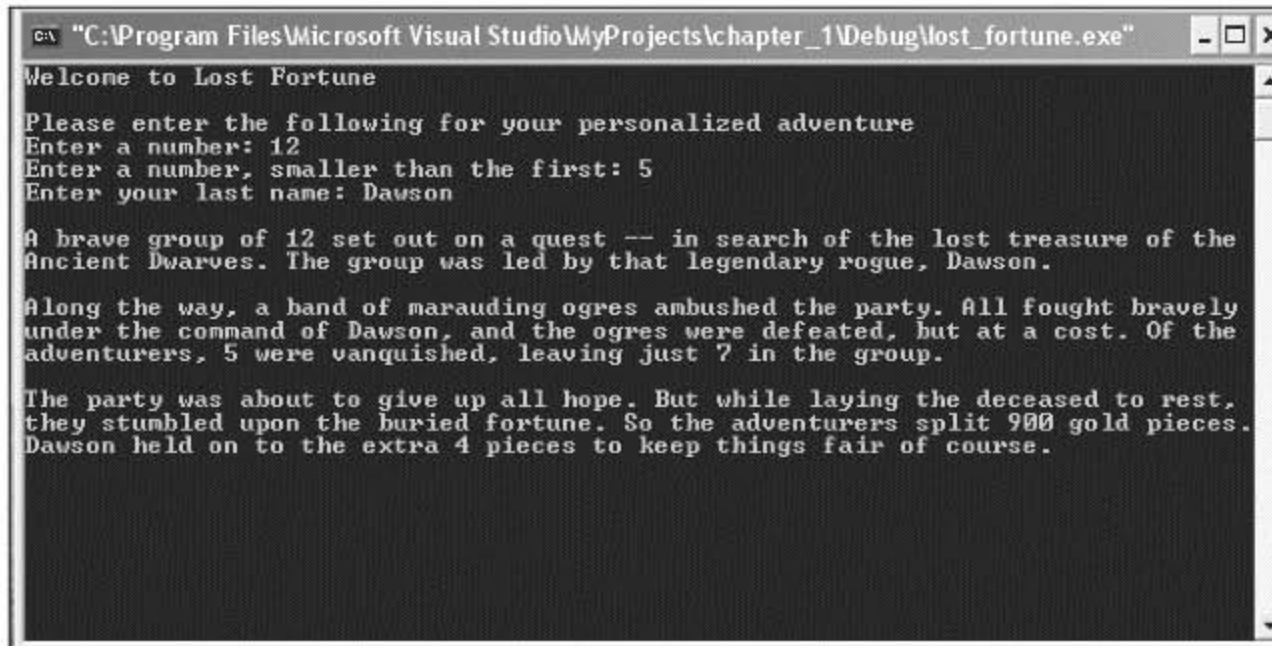 "C:\Program Files\Microsoft Visual Studio\MyProjects\chapter_1\Debug\lost_fortune.exe"
Welcome to Lost Fortune
Please enter the following for your personalized adventure
Enter a number: 12
Enter a number, smaller than the first: 5
Enter your last name: Dawson
A brave group of 12 set out on a quest -- in search of the lost treasure of the
Ancient Dwarves. The group was led by that legendary rogue, Dawson.
Along the way, a band of marauding ogres ambushed the party. All fought bravely
under the command of Dawson, and the ogres were defeated, but at a cost. Of the
adventurers, 5 were vanquished, leaving just 7 in the group.
The party was about to give up all hope. But while laying the deceased to rest,
they stumbled upon the buried fortune. So the adventurers split 900 gold pieces.
Dawson held on to the extra 4 pieces to keep things fair of course.